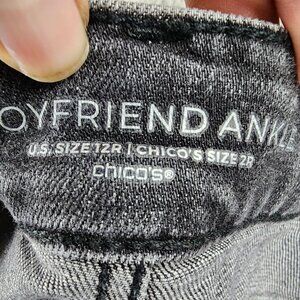 OYFRIEND ANKLE
U.S. SIZE 12R | CHICO'S SIZE 2R
chico's®